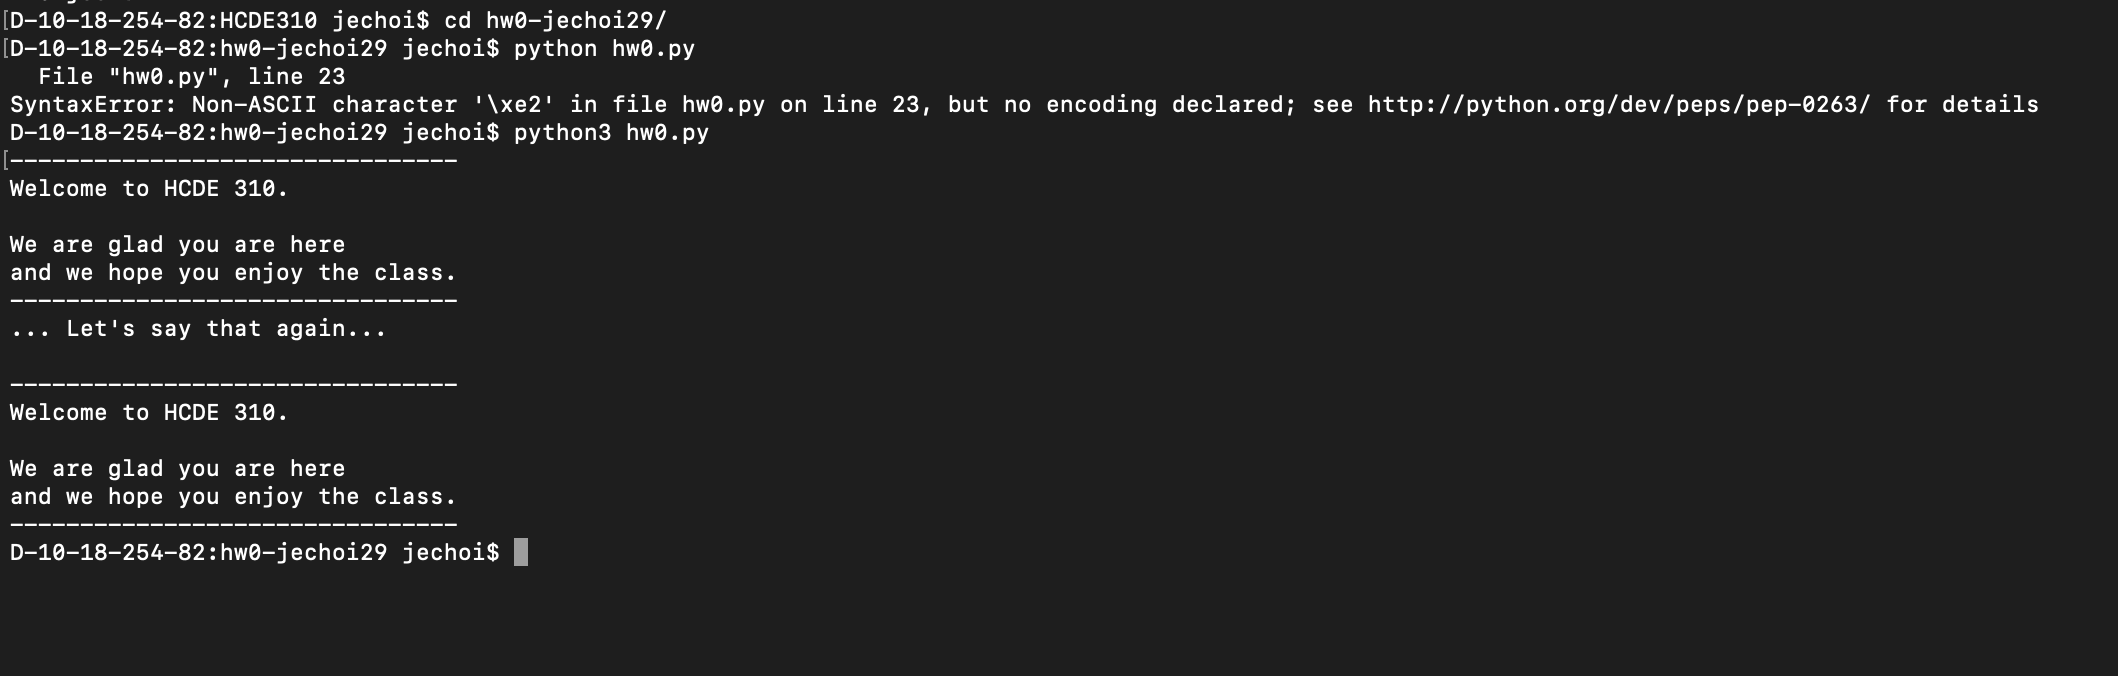 [D-10-18-254-82:HCDE310 jechoi$ cd hw0-jechoi29/
[D-10-18-254-82:hw0-jechoi29 jechoi$ python hw0.py
  File "hw0.py", line 23
SyntaxError: Non-ASCII character '\xe2' in file hw0.py on line 23, but no encoding declared; see http://python.org/dev/peps/pep-0263/ for details
D-10-18-254-82:hw0-jechoi29 jechoi$ python3 hw0.py
[--------------------------------
Welcome to HCDE 310.

We are glad you are here
and we hope you enjoy the class.
--------------------------------
... Let's say that again...

--------------------------------
Welcome to HCDE 310.

We are glad you are here
and we hope you enjoy the class.
--------------------------------
D-10-18-254-82:hw0-jechoi29 jechoi$